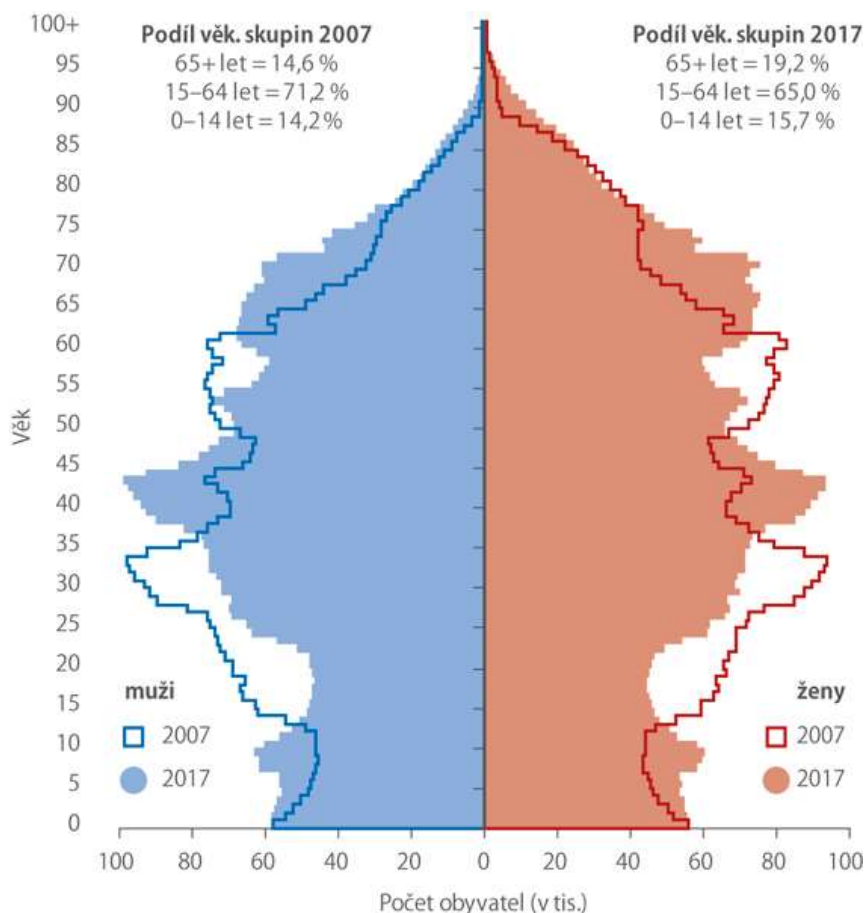 100+
95
90
85
80
75
70
65
60
55
50
45
40
35
30
25
20
15
10
5
0
Věk
Podíl věk. skupin 2007
65+ let = 14,6 %
15–64 let = 71,2 %
0–14 let = 14,2 %
Podíl věk. skupin 2017
65+ let = 19,2 %
15–64 let = 65,0 %
0–14 let = 15,7 %
muži
2007
2017
ženy
2007
2017
100 80 60 40 20 0 20 40 60 80 100
Počet obyvatel (v tis.)